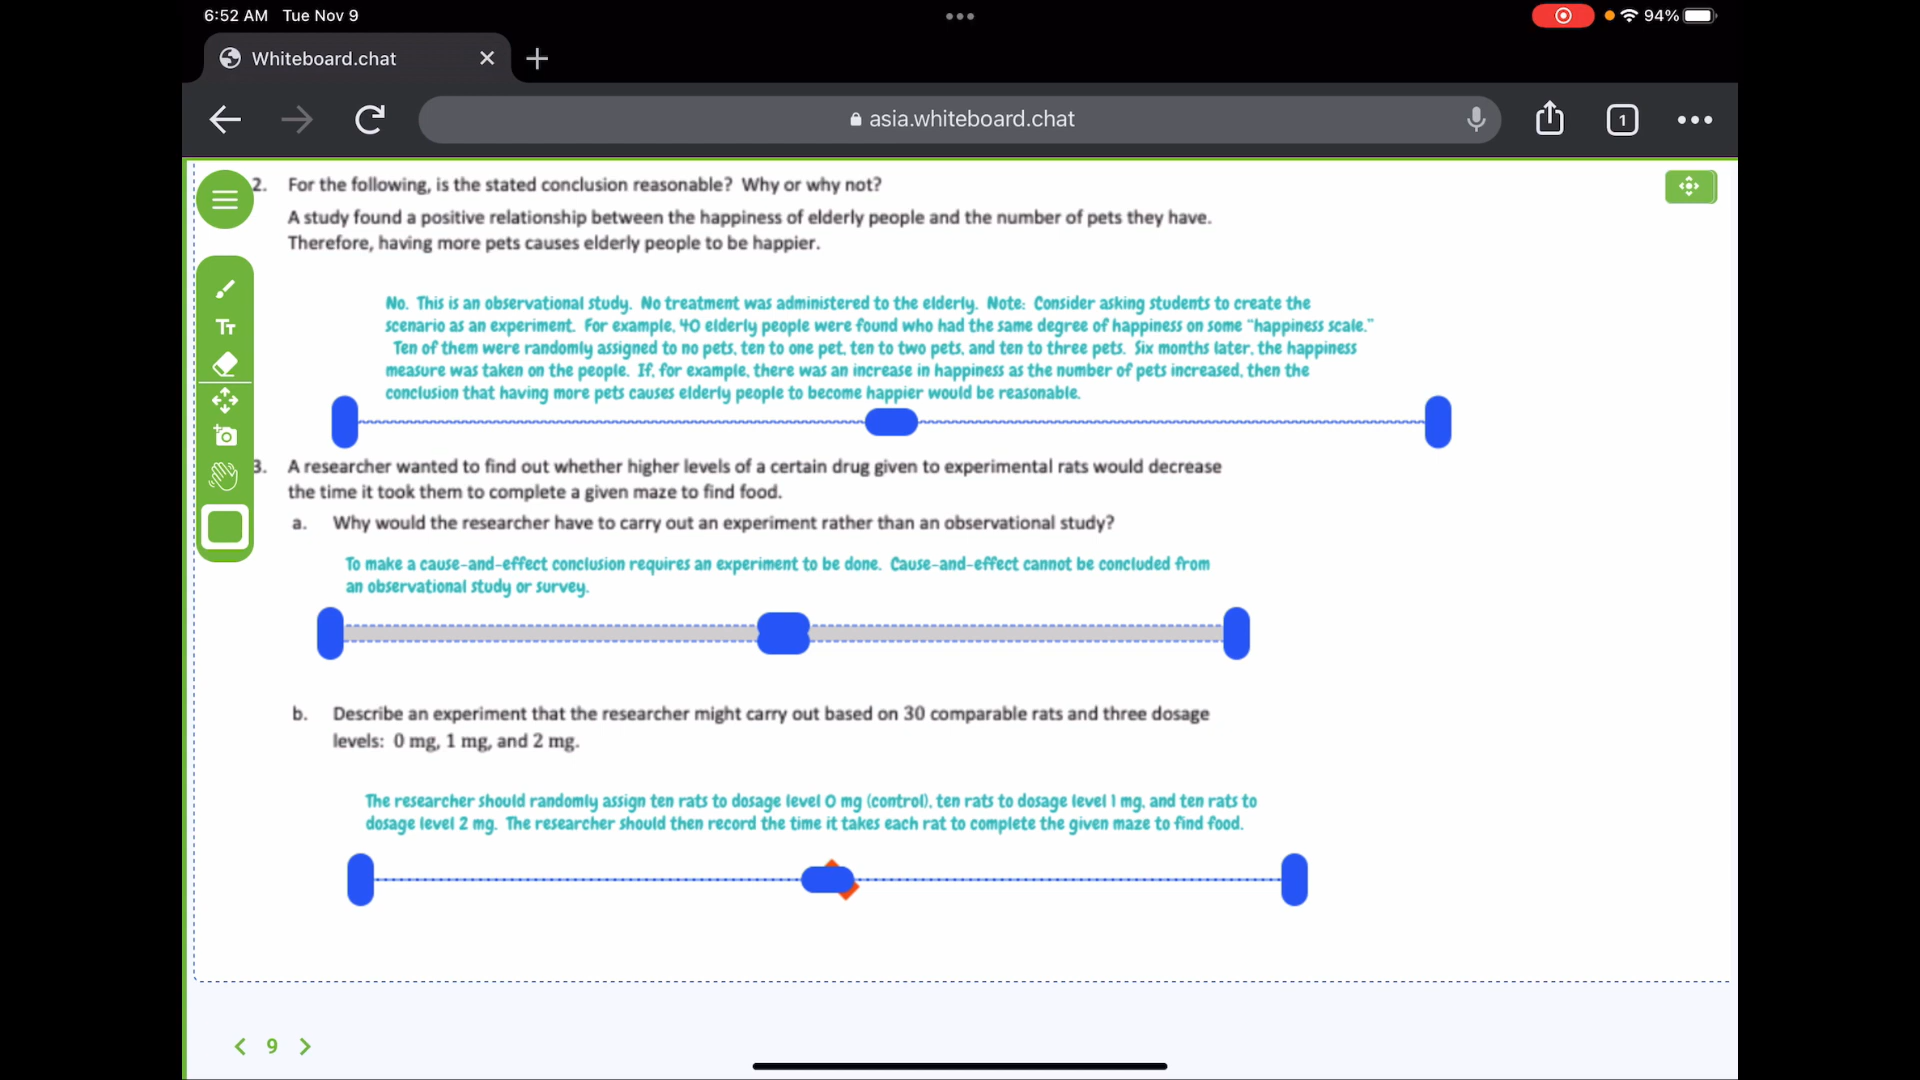 6:52 AM Tue Nov 9
94%
Whiteboard.chat
asia.whiteboard.chat
1
2. For the following, is the stated conclusion reasonable? Why or why not?
A study found a positive relationship between the happiness of elderly people and the number of pets they have.
Therefore, having more pets causes elderly people to be happier.
No. This is an observational study. No treatment was administered to the elderly. Note: Consider asking students to create the
scenario as an experiment. For example, 40 elderly people were found who had the same degree of happiness on some “happiness scale.”
Ten of them were randomly assigned to no pets, ten to one pet, ten to two pets, and ten to three pets. Six months later, the happiness
measure was taken on the people. If, for example, there was an increase in happiness as the number of pets increased, then the
conclusion that having more pets causes elderly people to become happier would be reasonable.
3. A researcher wanted to find out whether higher levels of a certain drug given to experimental rats would decrease
the time it took them to complete a given maze to find food.
a. Why would the researcher have to carry out an experiment rather than an observational study?
To make a cause-and-effect conclusion requires an experiment to be done. Cause-and-effect cannot be concluded from
an observational study or survey.
b. Describe an experiment that the researcher might carry out based on 30 comparable rats and three dosage
levels: 0 mg, 1 mg, and 2 mg.
The researcher should randomly assign ten rats to dosage level 0 mg (control), ten rats to dosage level 1 mg, and ten rats to
dosage level 2 mg. The researcher should then record the time it takes each rat to complete the given maze to find food.
9